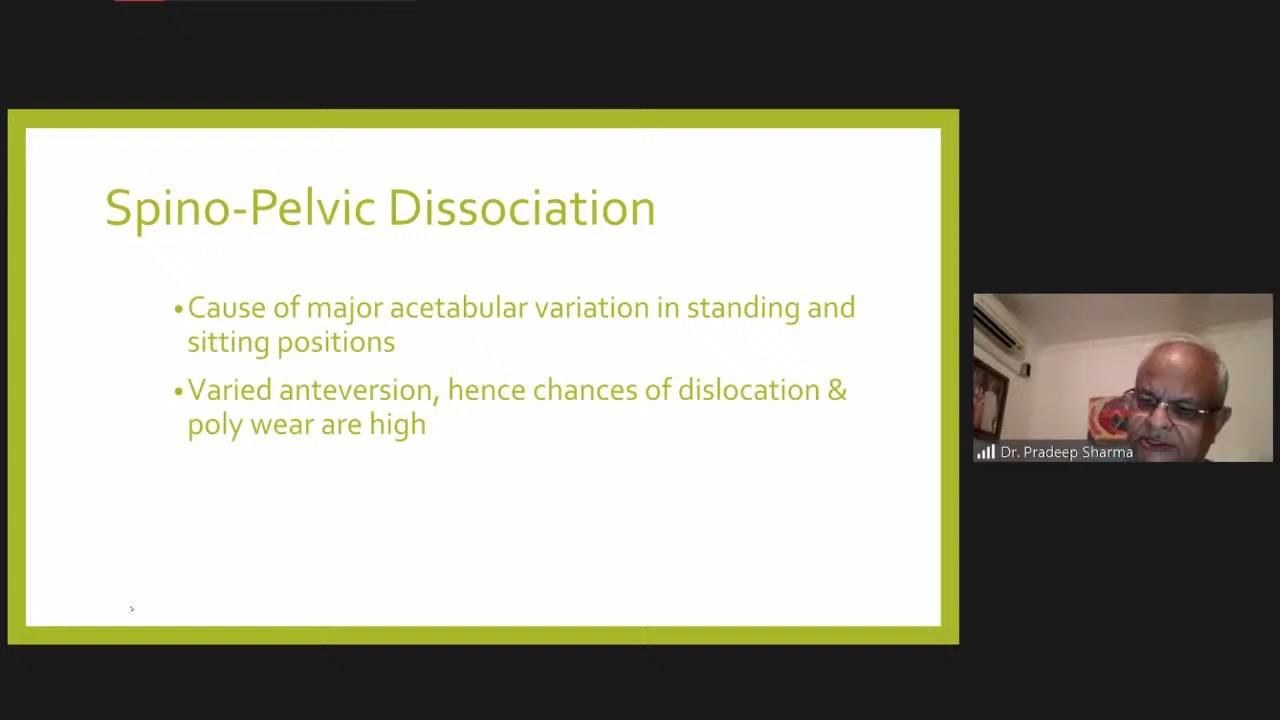 Spino-Pelvic Dissociation
•Cause of major acetabular variation in standing and
sitting positions
•Varied anteversion, hence chances of dislocation &
poly wear are high
Dr. Pradeep Sharma